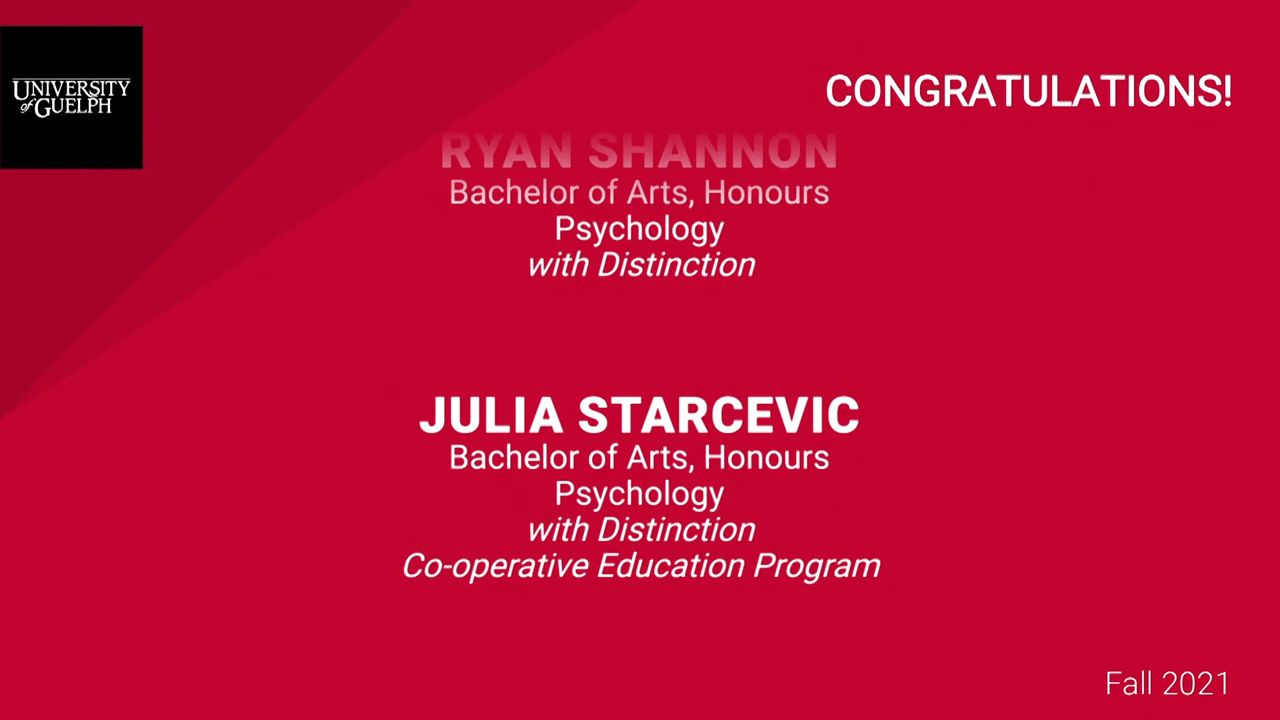 UNIVERSITY
of GUELPH
CONGRATULATIONS!
RYAN SHANNON
Bachelor of Arts, Honours
Psychology
with Distinction
JULIA STARCEVIC
Bachelor of Arts, Honours
Psychology
with Distinction
Co-operative Education Program
Fall 2021